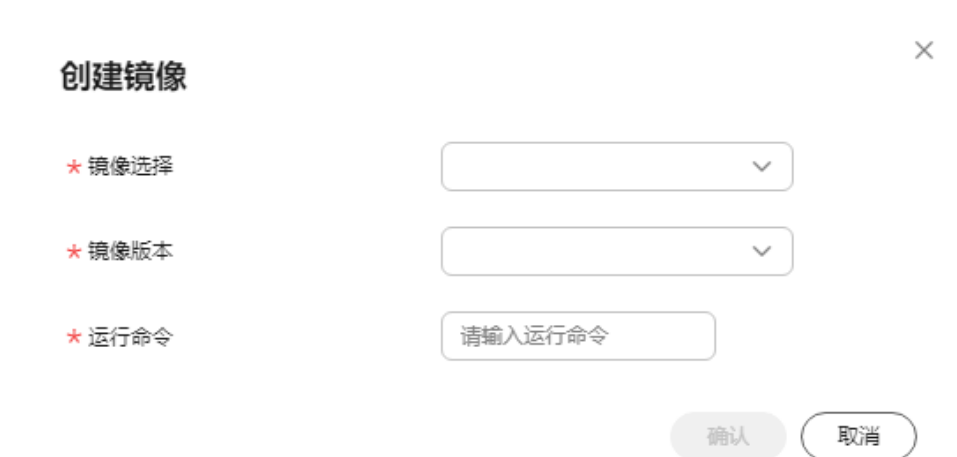 创建镜像
* 镜像选择
* 镜像版本
* 运行命令
请输入运行命令
确认
取消